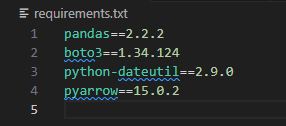 requirements.txt
1 pandas==2.2.2
2 boto3==1.34.124
3 python-dateutil==2.9.0
4 pyarrow==15.0.2
5